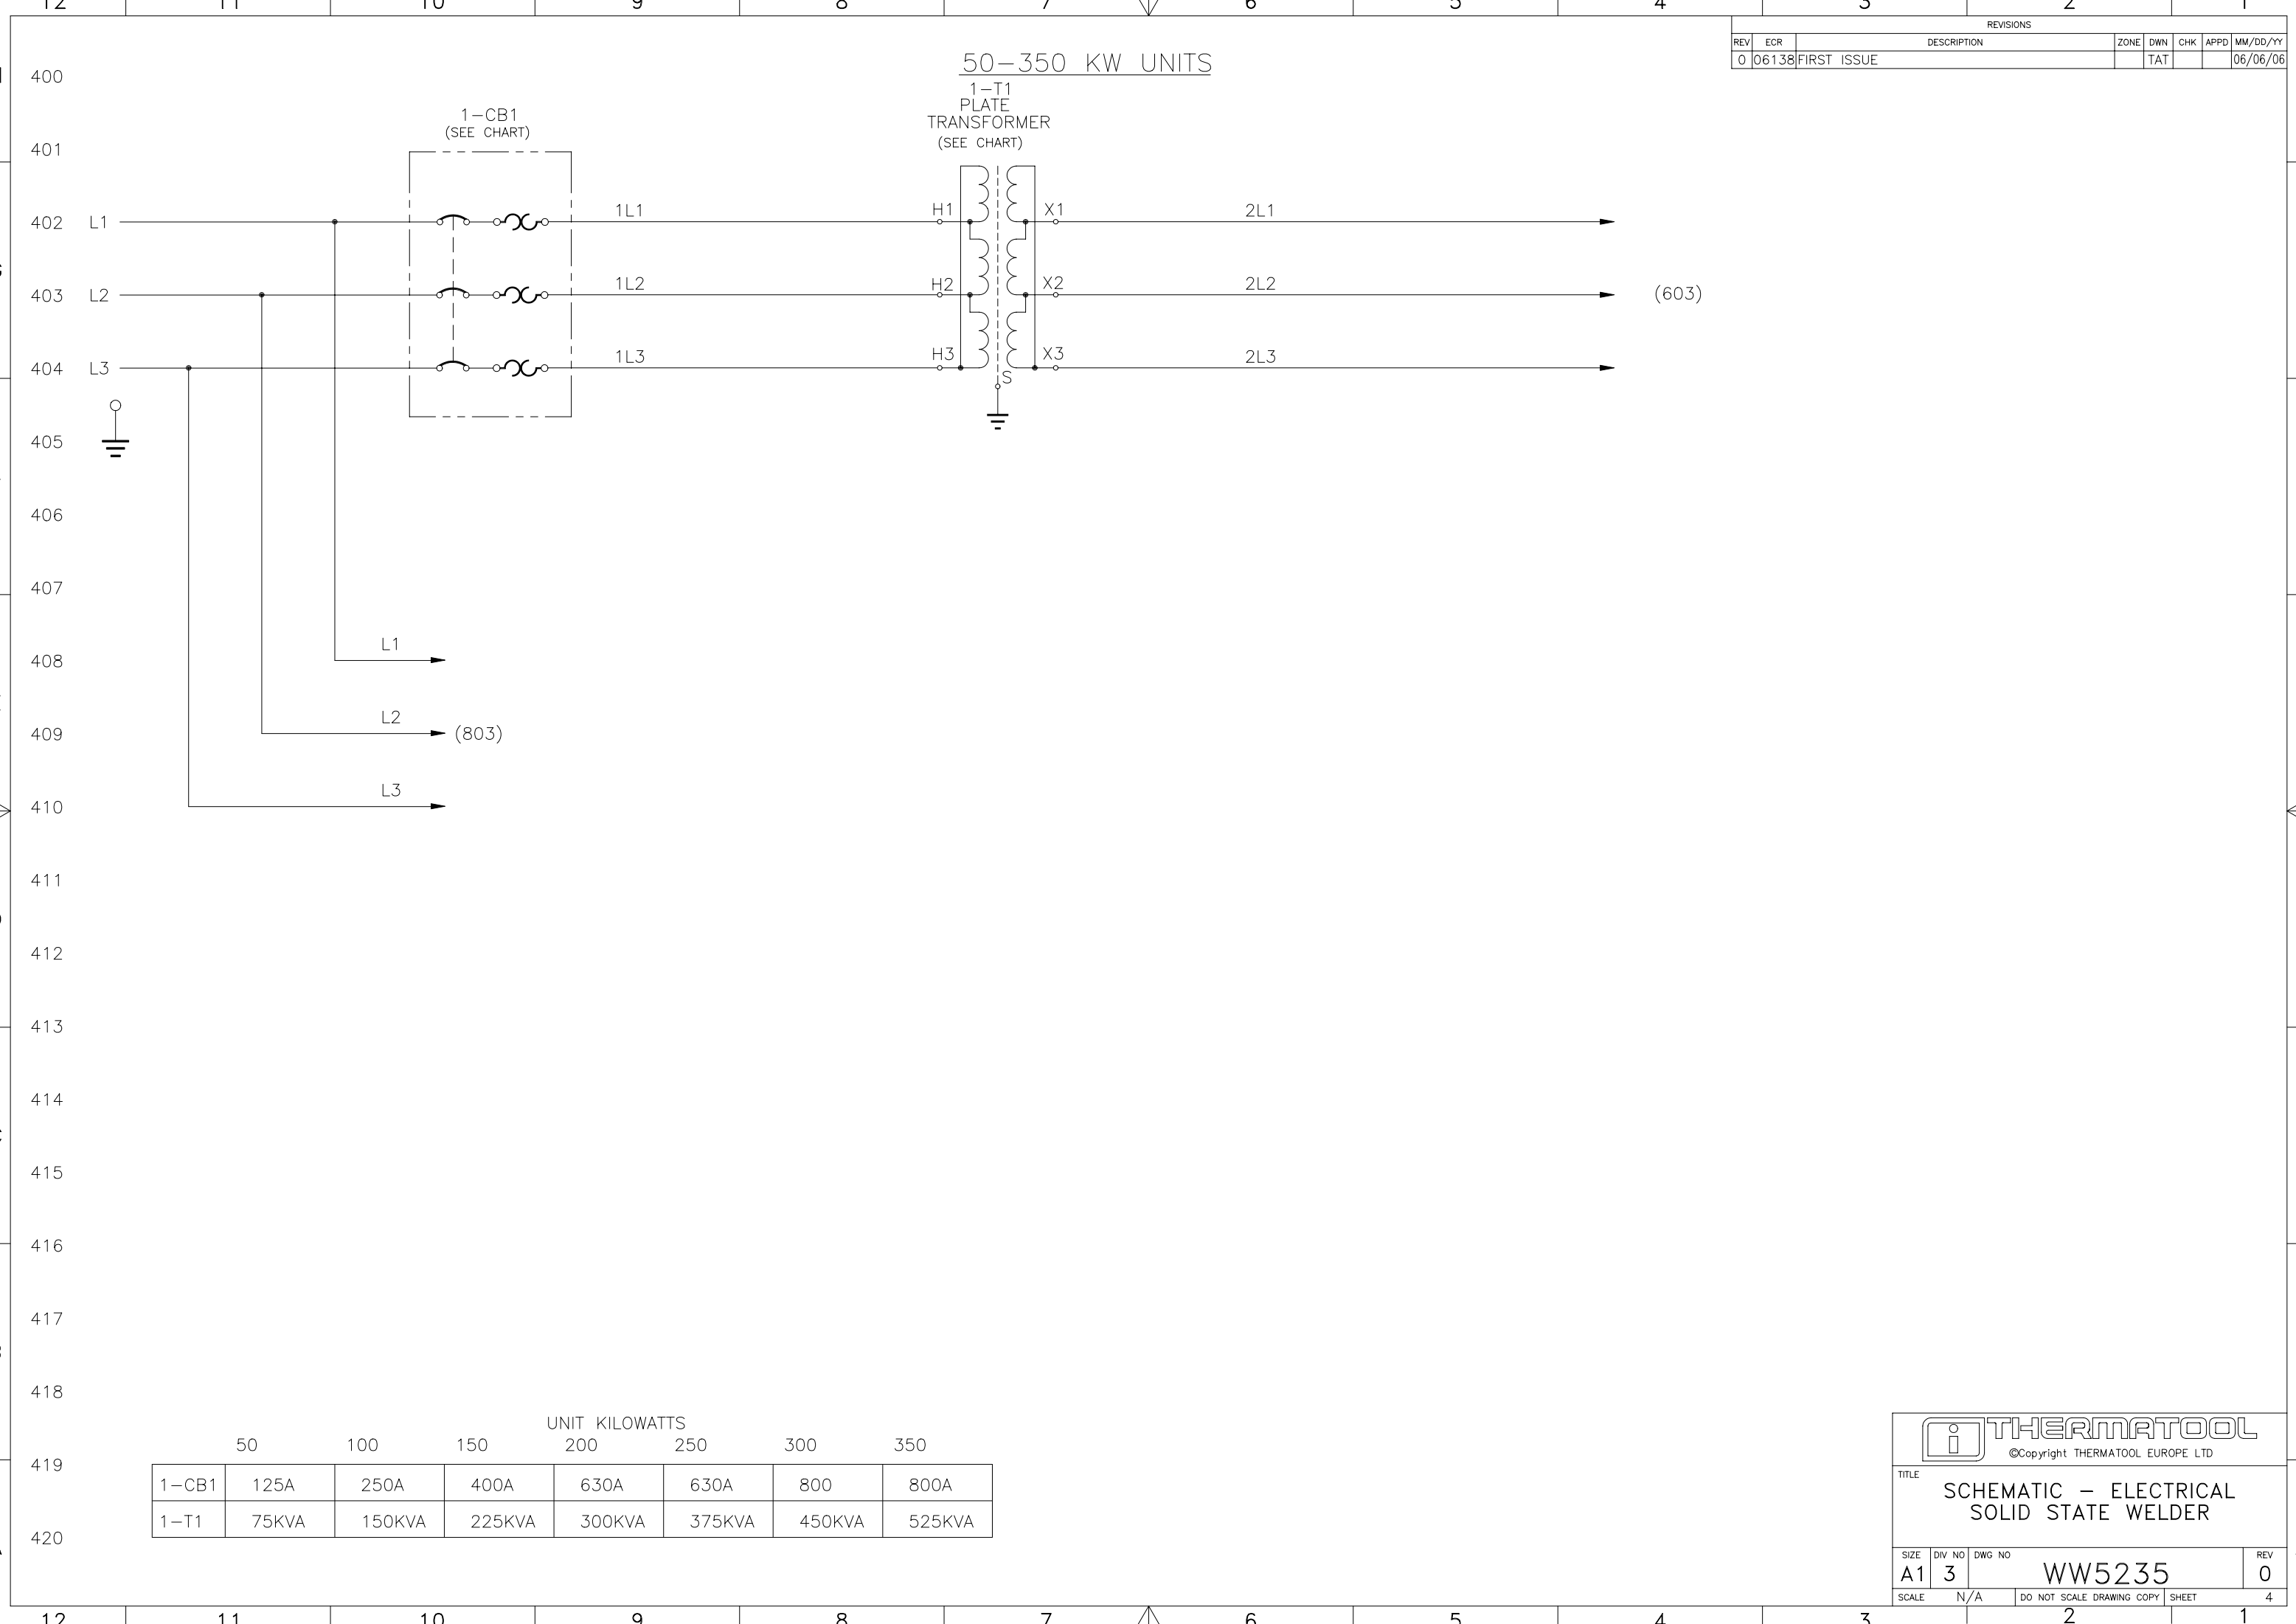 12 11 10 9 8 7 6 5 4 3 2 1
REVISIONS
REV ECR DESCRIPTION ZONE DWN CHK APPD MM/DD/YY
0 06138 FIRST ISSUE TAT 06/06/06
50-350 KW UNITS
400
1-T1
PLATE
TRANSFORMER
(SEE CHART)
1-CB1
(SEE CHART)
401
402 L1 1L1 H1 X1 2L1
403 L2 1L2 H2 X2 2L2 (603)
404 L3 1L3 H3 X3 2L3
S
405
406
407
L1
408
L2
409 (803)
L3
410
411
412
413
414
415
416
417
418
UNIT KILOWATTS
50 100 150 200 250 300 350
419
1-CB1 125A 250A 400A 630A 630A 800 800A
1-T1 75KVA 150KVA 225KVA 300KVA 375KVA 450KVA 525KVA
420
THERMATOOL
©Copyright THERMATOOL EUROPE LTD
TITLE
SCHEMATIC - ELECTRICAL
SOLID STATE WELDER
SIZE DIV NO DWG NO REV
A1 3 WW5235 0
SCALE N/A DO NOT SCALE DRAWING COPY SHEET 4
12 11 10 9 8 7 6 5 4 3 2 1